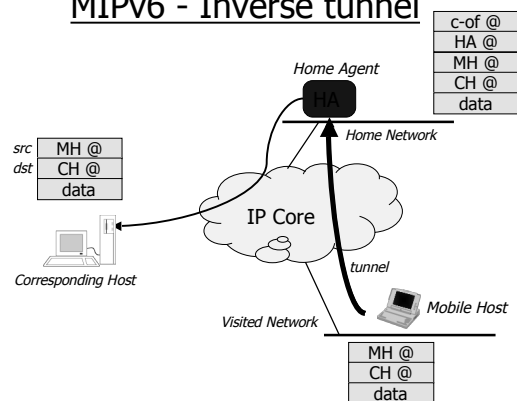 MIPv6 - Inverse tunnel
c-of @
HA @
MH @
CH @
data
Home Agent
HA
Home Network
src MH @
dst CH @
data
IP Core
Corresponding Host
tunnel
Mobile Host
Visited Network
MH @
CH @
data